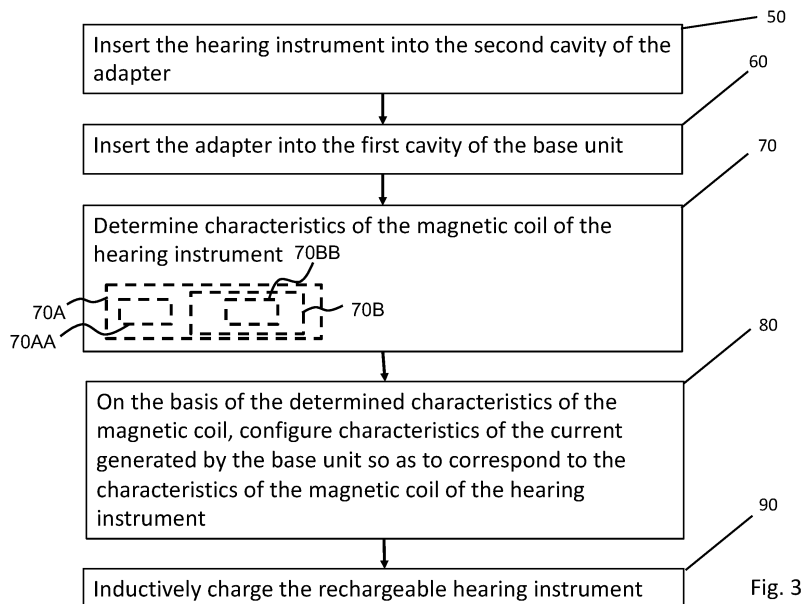 50
Insert the hearing instrument into the second cavity of the
adapter
60
Insert the adapter into the first cavity of the base unit
70
Determine characteristics of the magnetic coil of the
hearing instrument
70BB
70A
70B
70AA
80
On the basis of the determined characteristics of the
magnetic coil, configure characteristics of the current
generated by the base unit so as to correspond to the
characteristics of the magnetic coil of the hearing
instrument
90
Inductively charge the rechargeable hearing instrument
Fig. 3